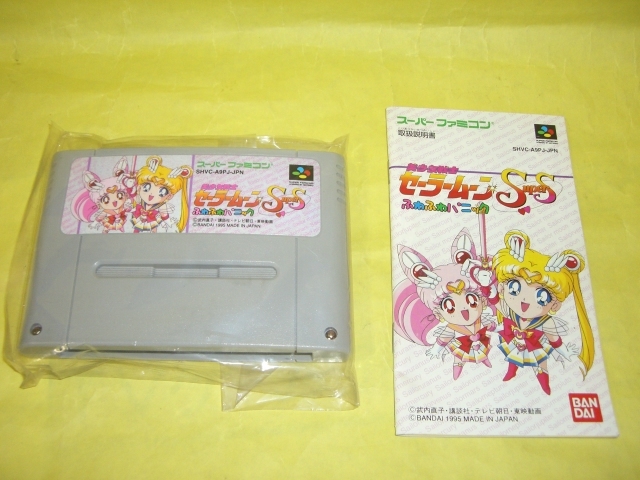 スーパーファミコン
SHVC-A9PJ-JPN
美少女戦士
セーラームーン SuperS
ふわふわパニック
©武内直子・講談社・テレビ朝日・東映動画
©BANDAI 1995 MADE IN JAPAN
スーパーファミコン
取扱説明書
SHVC-A9PJ-JPN
美少女戦士
セーラームーン SuperS
ふわふわパニック
©武内直子・講談社・テレビ朝日・東映動画
©BANDAI 1995 MADE IN JAPAN
BAN
DAI